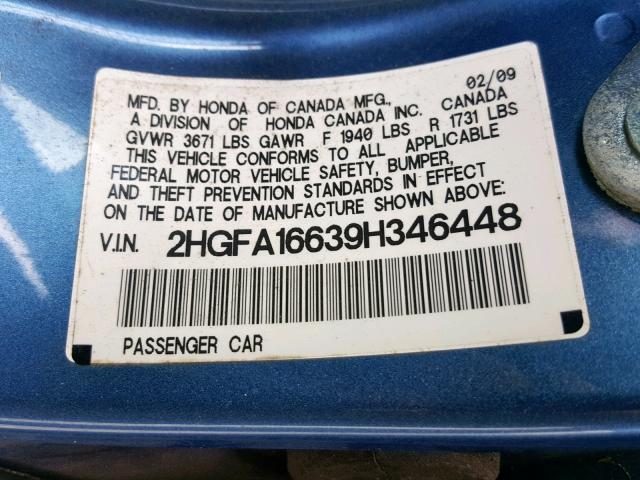 02/09
MFD. BY HONDA OF CANADA MFG.,
A DIVISION OF HONDA CANADA INC. CANADA
GVWR 3671 LBS GAWR F 1940 LBS R 1731 LBS
THIS VEHICLE CONFORMS TO ALL APPLICABLE
FEDERAL MOTOR VEHICLE SAFETY, BUMPER,
AND THEFT PREVENTION STANDARDS IN EFFECT
ON THE DATE OF MANUFACTURE SHOWN ABOVE:
V.I.N. 2HGFA16639H346448
PASSENGER CAR